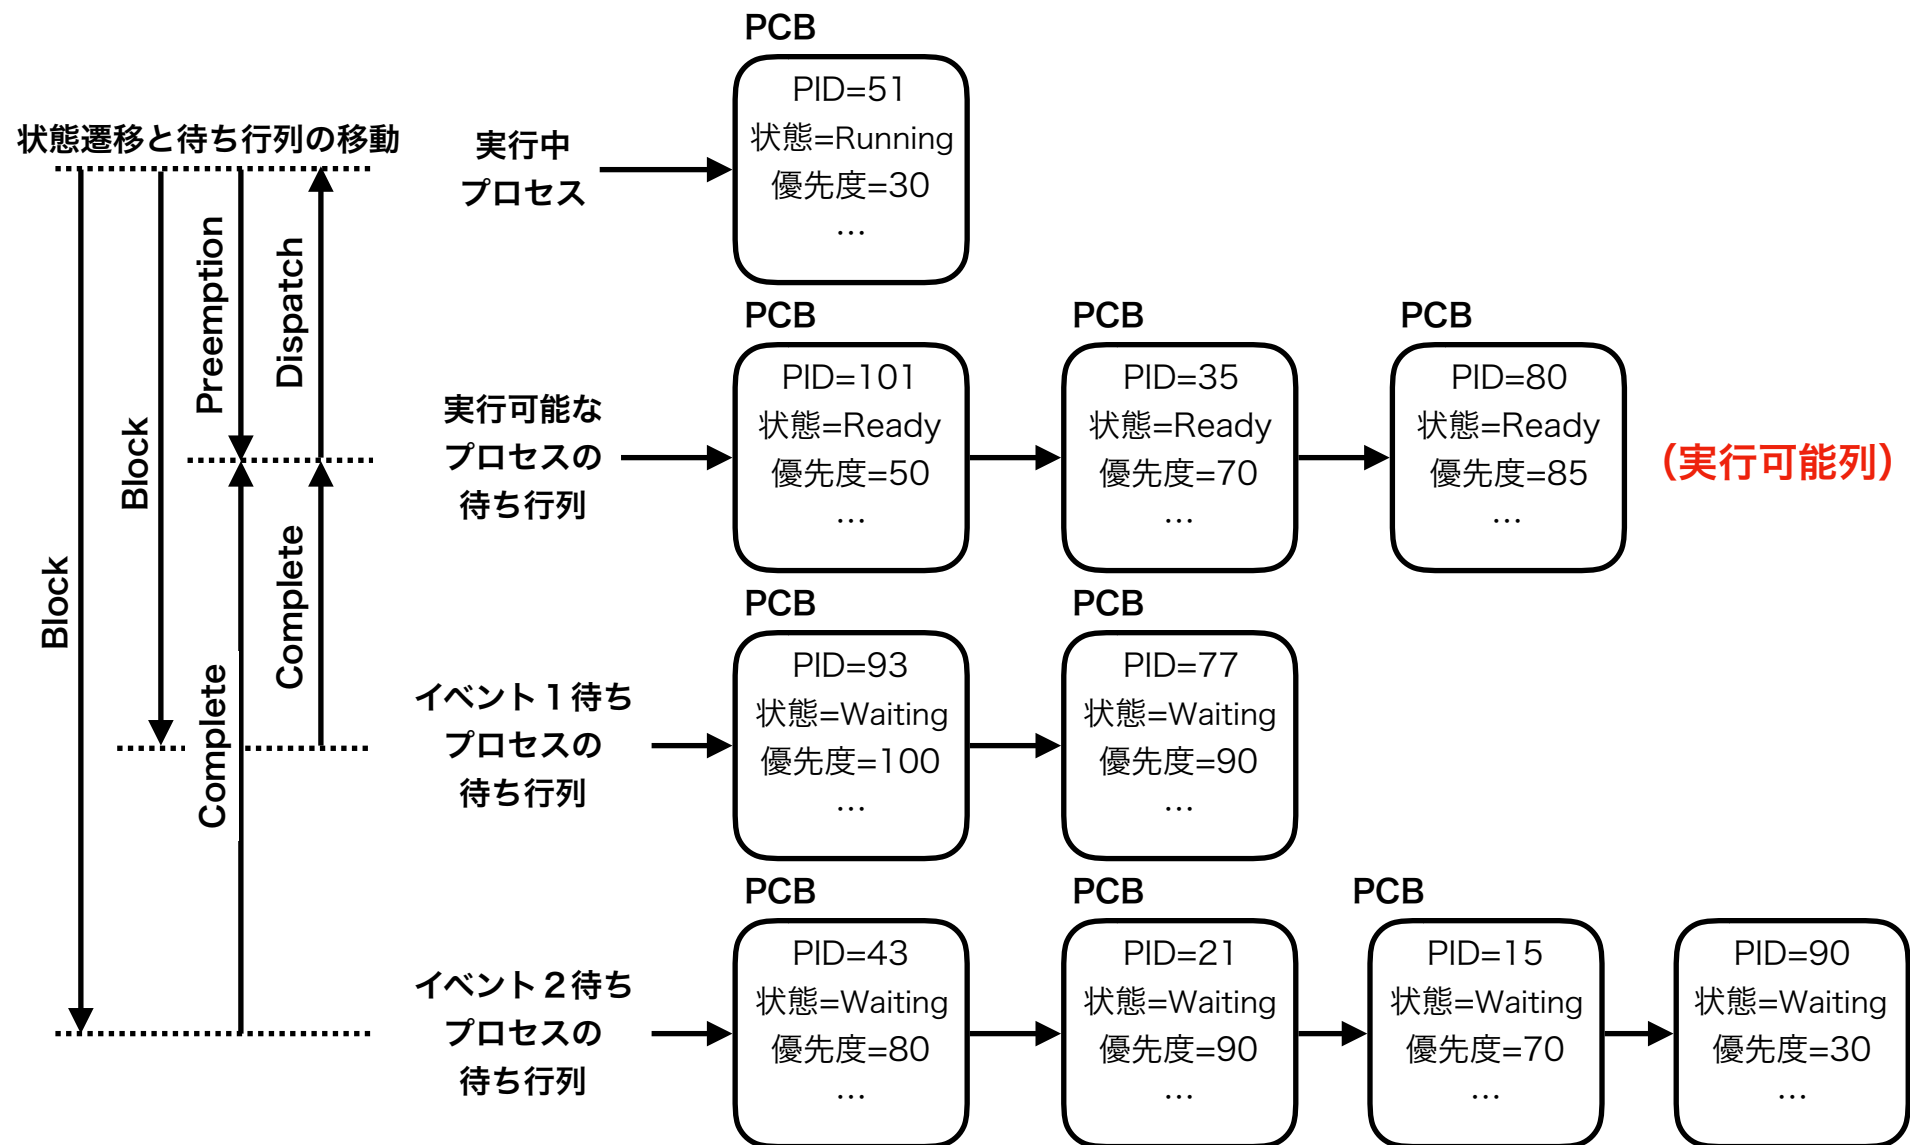 状態遷移と待ち行列の移動
Block
Block
Preemption
Dispatch
Complete
Complete
実行中
プロセス
PCB
PID=51
状態=Running
優先度=30
...
実行可能な
プロセスの
待ち行列
PCB
PID=101
状態=Ready
優先度=50
...
PCB
PID=35
状態=Ready
優先度=70
...
PCB
PID=80
状態=Ready
優先度=85
...
(実行可能列)
イベント1待ち
プロセスの
待ち行列
PCB
PID=93
状態=Waiting
優先度=100
...
PCB
PID=77
状態=Waiting
優先度=90
...
イベント2待ち
プロセスの
待ち行列
PCB
PID=43
状態=Waiting
優先度=80
...
PCB
PID=21
状態=Waiting
優先度=90
...
PCB
PID=15
状態=Waiting
優先度=70
...
PID=90
状態=Waiting
優先度=30
...